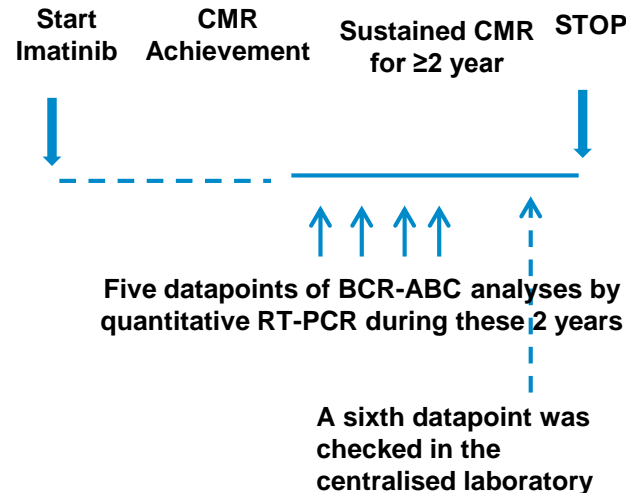 Start
Imatinib
CMR
Achievement
Sustained CMR
for ≥2 year
STOP
Five datapoints of BCR-ABC analyses by
quantitative RT-PCR during these 2 years
A sixth datapoint was
checked in the
centralised laboratory